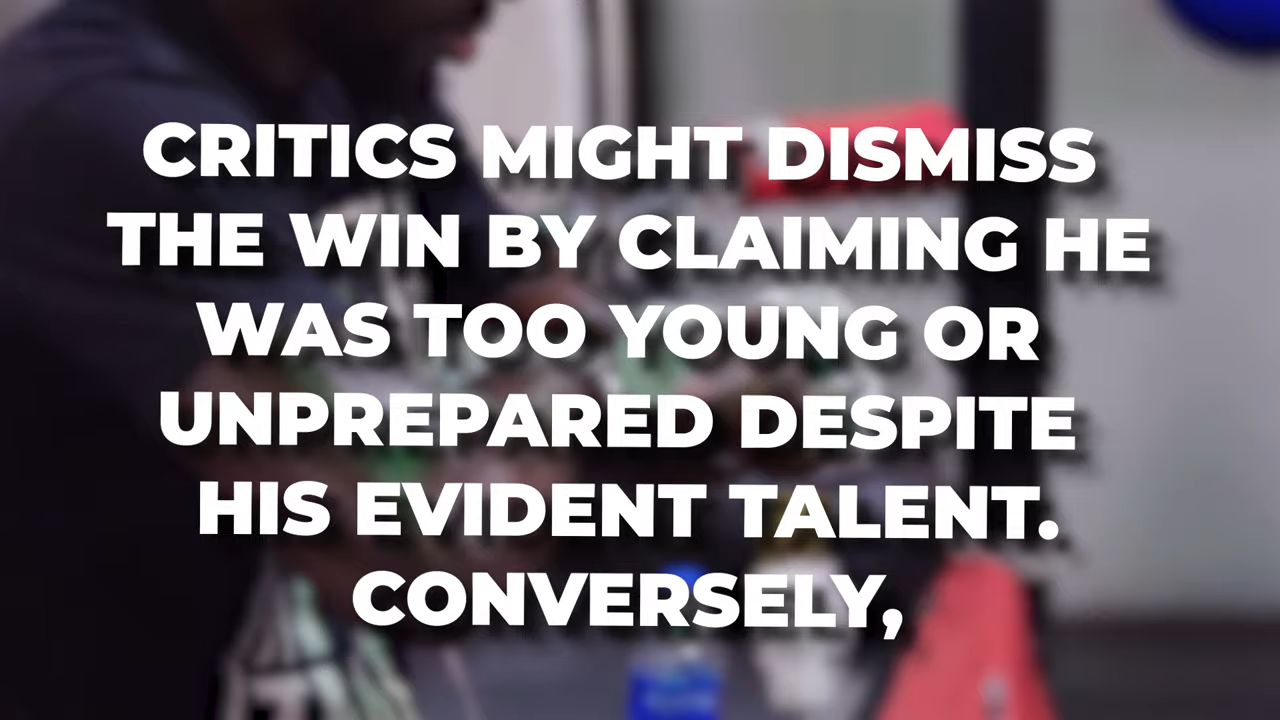 CRITICS MIGHT DISMISS
THE WIN BY CLAIMING HE
WAS TOO YOUNG OR
UNPREPARED DESPITE
HIS EVIDENT TALENT.
CONVERSELY,